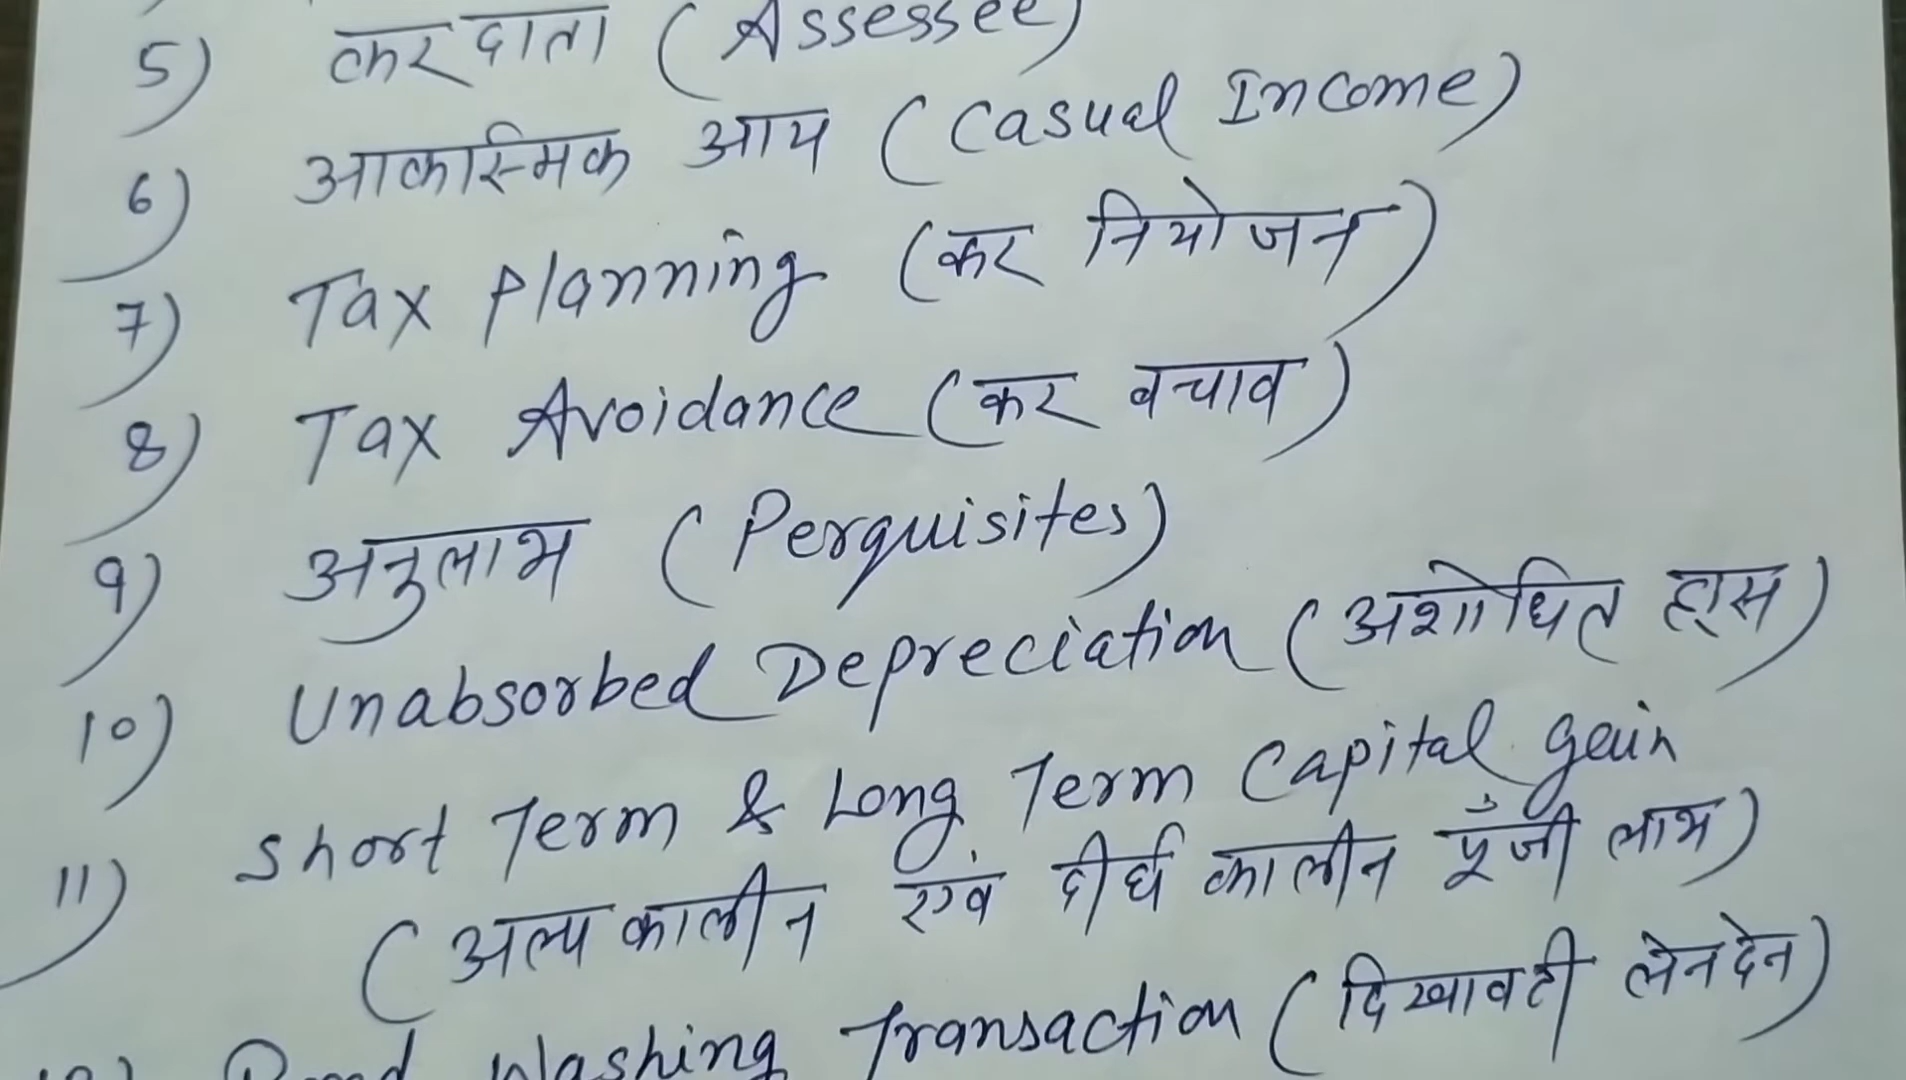 5) करदाता (Assessee)
6) आकस्मिक आय (Casual Income)
7) Tax Planning (कर नियोजन)
8) Tax Avoidance (कर बचाव)
9) अनुलाभ (Perquisites)
10) Unabsorbed Depreciation (अशोधित ह्रास)
11) Short Term & Long Term Capital gain
(अल्पकालीन एवं दीर्घकालीन पूँजी लाभ)
Washing Transaction (दिखावटी लेनदेन)